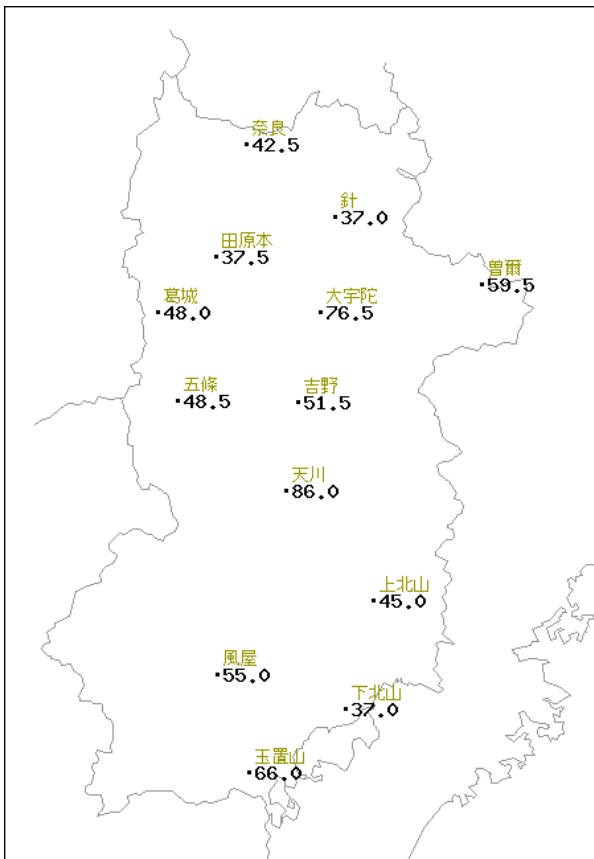 奈良
42.5
針
37.0
田原本
37.5
曽爾
59.5
葛城
48.0
大宇陀
76.5
五條
48.5
吉野
51.5
天川
86.0
上北山
45.0
風屋
55.0
下北山
37.0
玉置山
66.0